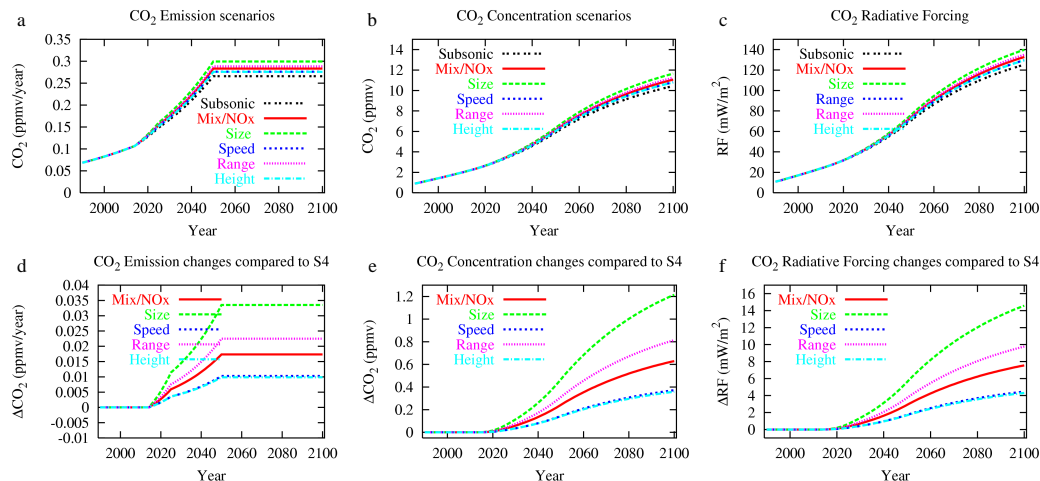 a
CO2 Emission scenarios
0.35
0.3
0.25
0.2
0.15
0.1
0.05
0
CO2 (ppmv/year)
Subsonic
Mix/NOx
Size
Speed
Range
Height
2000 2020 2040 2060 2080 2100
Year
b
CO2 Concentration scenarios
14
12
10
8
6
4
2
0
CO2 (ppmv)
Subsonic
Mix/NOx
Size
Speed
Range
Height
2000 2020 2040 2060 2080 2100
Year
c
CO2 Radiative Forcing
140
120
100
80
60
40
20
0
RF (mW/m2)
Subsonic
Mix/NOx
Size
Range
Range
Height
2000 2020 2040 2060 2080 2100
Year
d
CO2 Emission changes compared to S4
0.04
0.035
0.03
0.025
0.02
0.015
0.01
0.005
0
-0.005
-0.01
ΔCO2 (ppmv/year)
Mix/NOx
Size
Speed
Range
Height
2000 2020 2040 2060 2080 2100
Year
e
CO2 Concentration changes compared to S4
1.2
1
0.8
0.6
0.4
0.2
0
ΔCO2 (ppmv)
Mix/NOx
Size
Speed
Range
Height
2000 2020 2040 2060 2080 2100
Year
f
CO2 Radiative Forcing changes compared to S4
16
14
12
10
8
6
4
2
0
ΔRF (mW/m2)
Mix/NOx
Size
Speed
Range
Height
2000 2020 2040 2060 2080 2100
Year